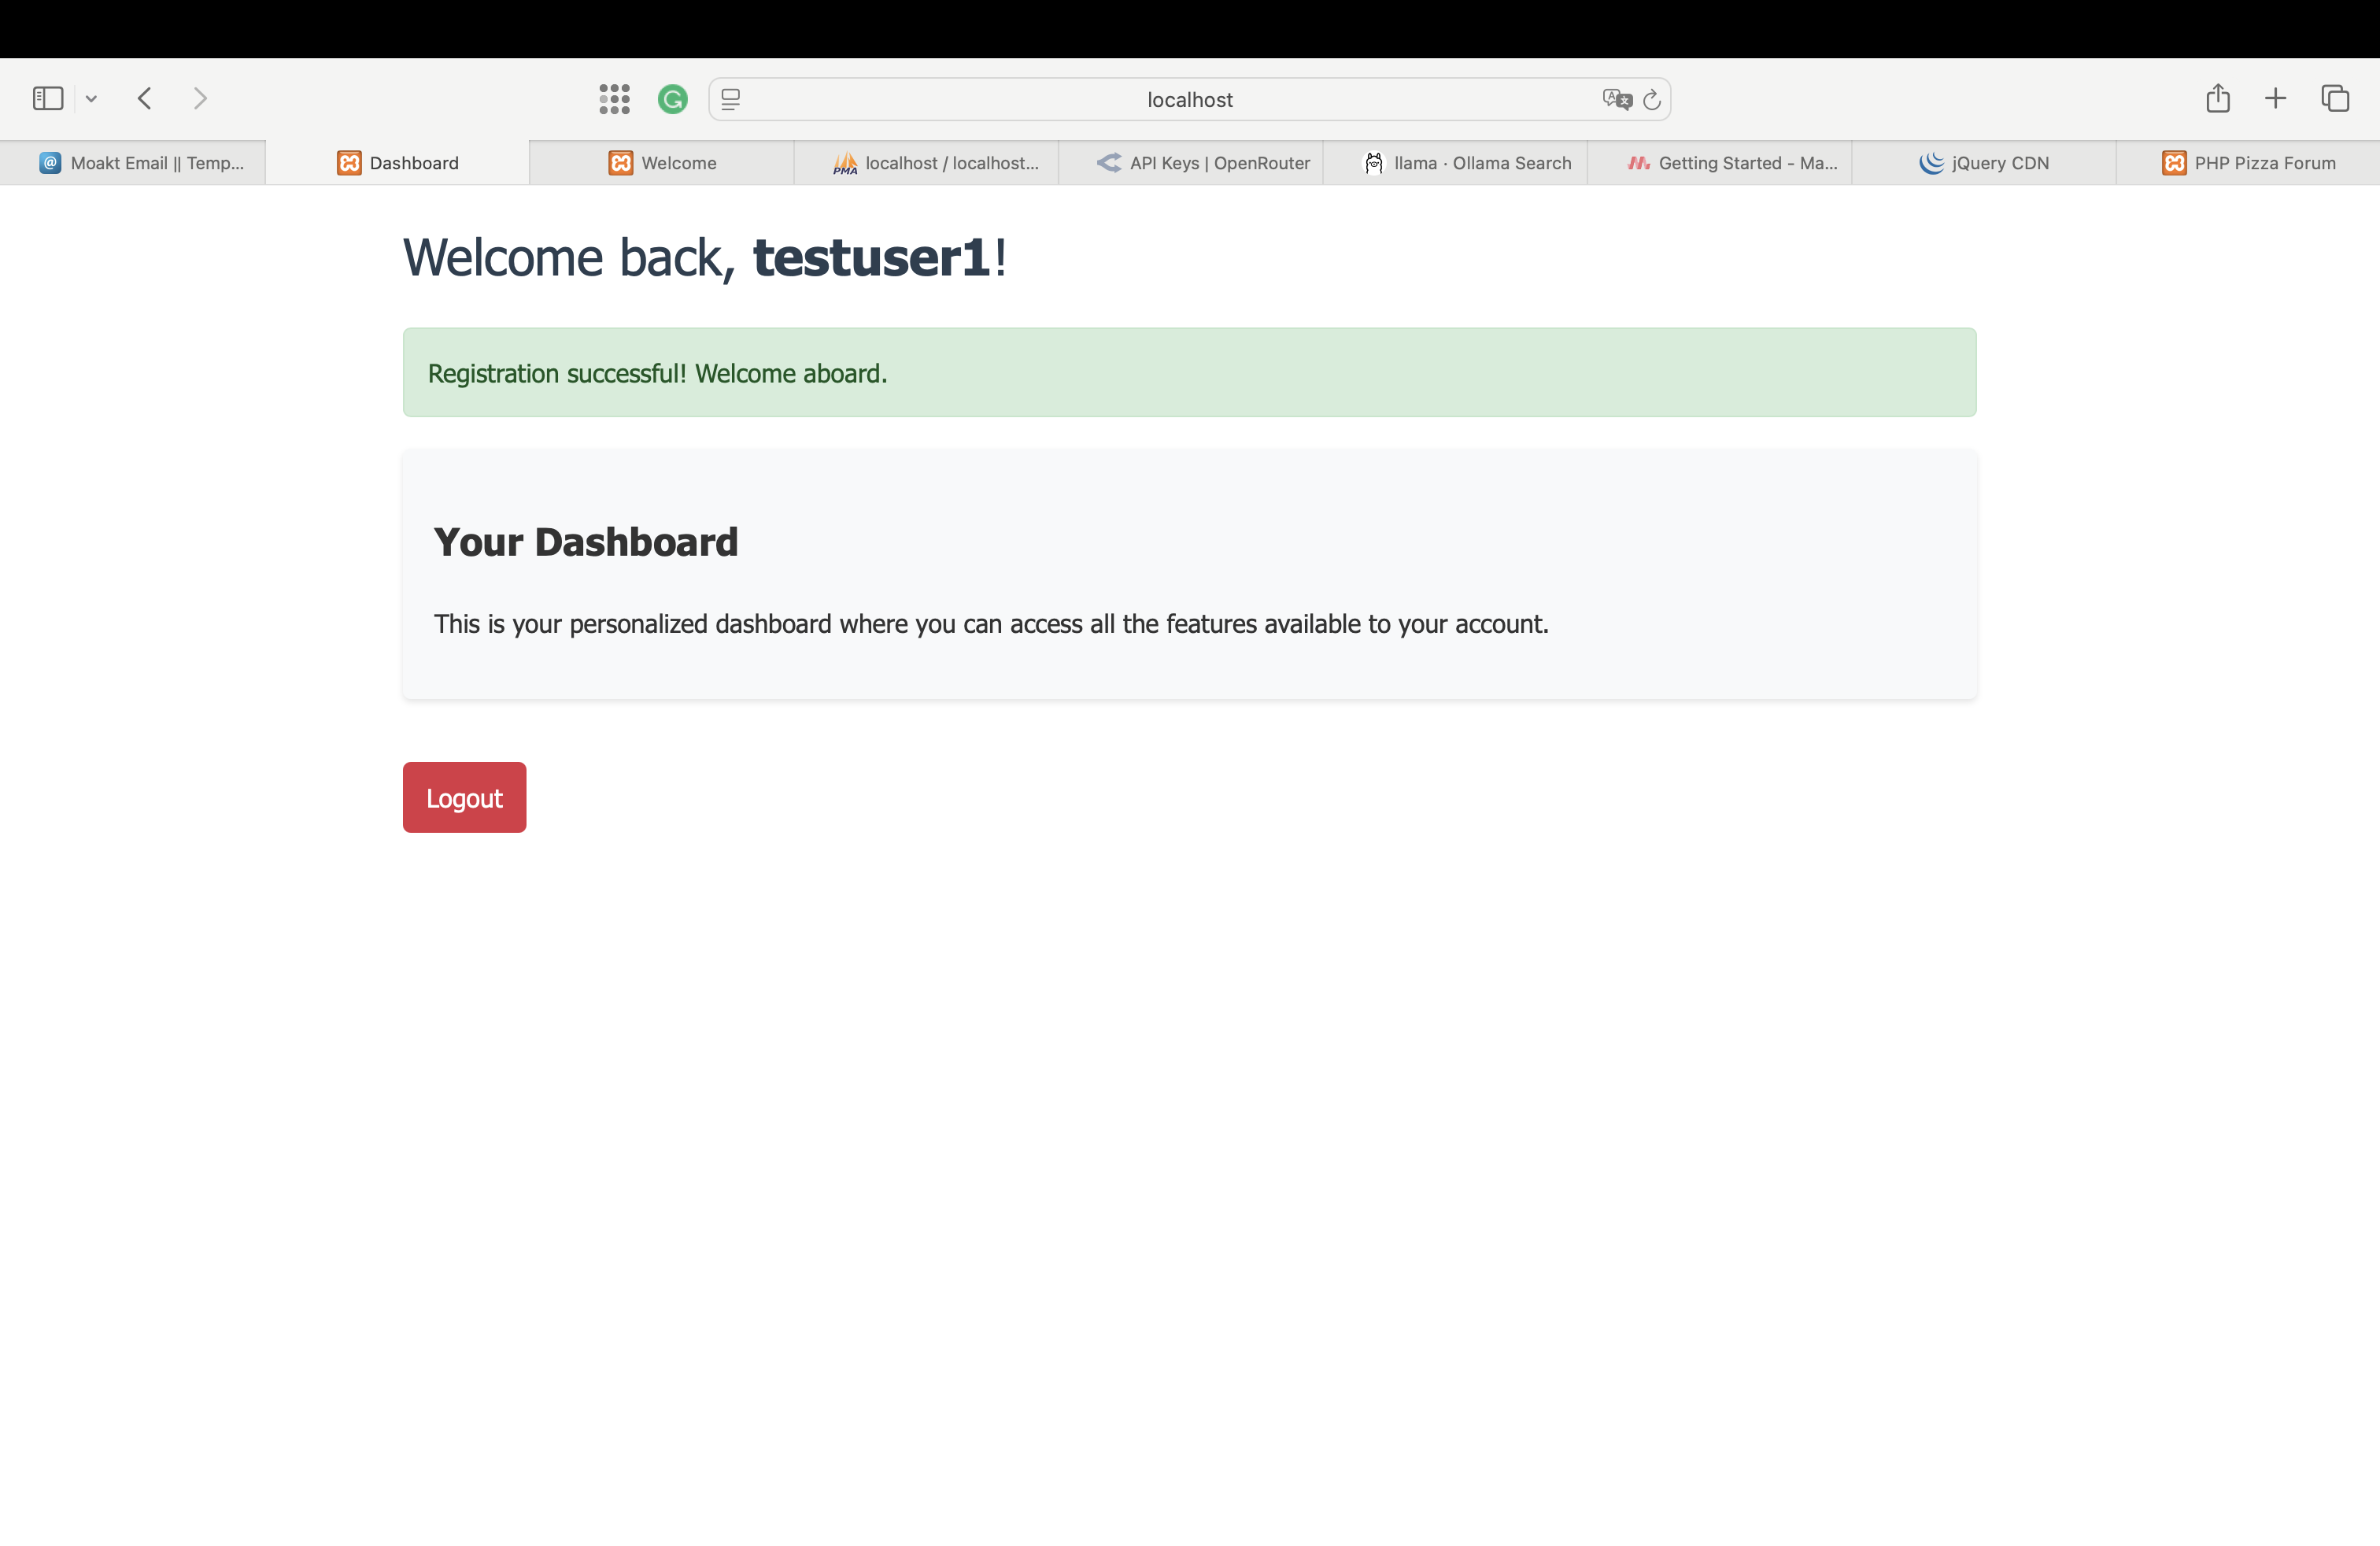 localhost
Moakt Email || Temp...
Dashboard
Welcome
PMA
localhost / localhost...
API Keys | OpenRouter
llama · Ollama Search
Getting Started - Ma...
jQuery CDN
PHP Pizza Forum
Welcome back, testuser1!
Registration successful! Welcome aboard.
Your Dashboard
This is your personalized dashboard where you can access all the features available to your account.
Logout